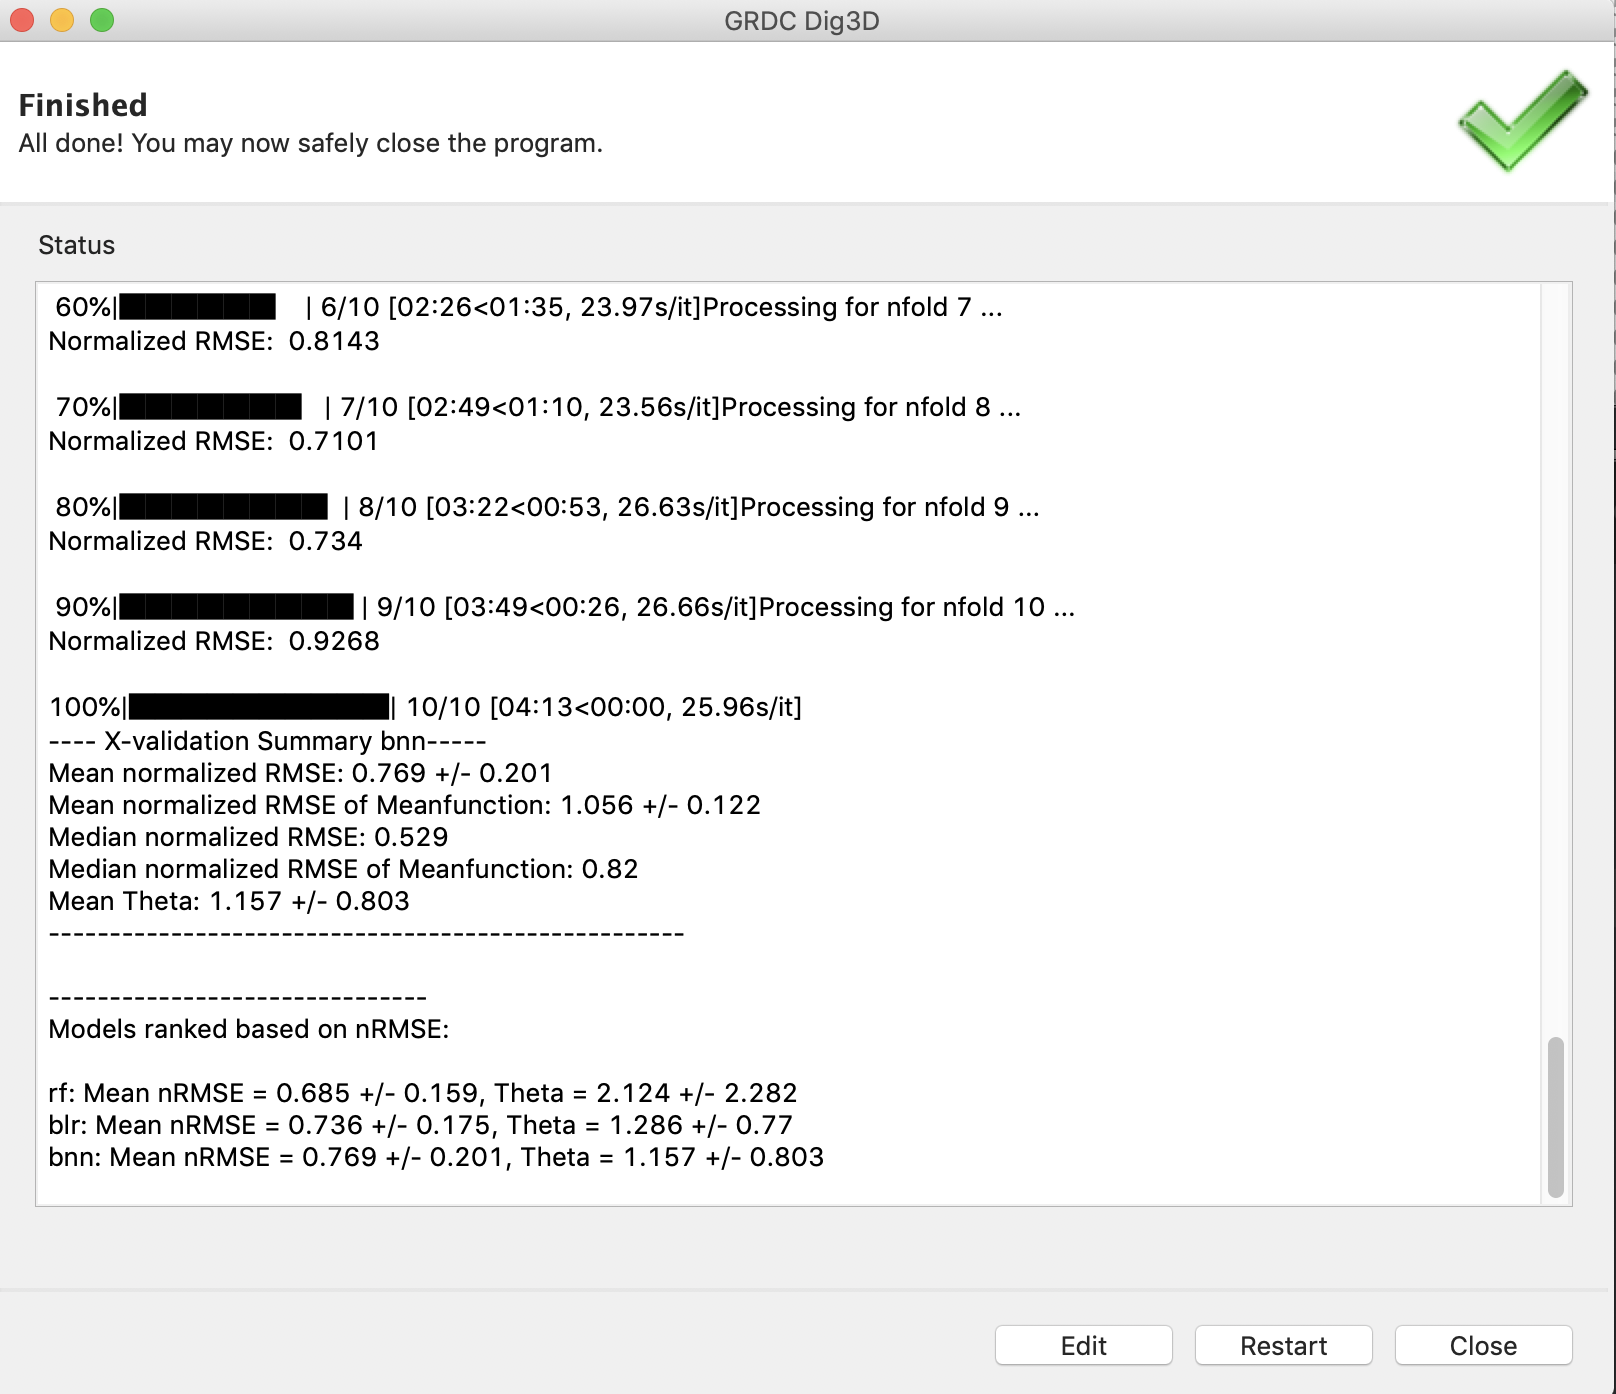 GRDC Dig3D
Finished
All done! You may now safely close the program.
Status
60%|██████    | 6/10 [02:26<01:35, 23.97s/it]Processing for nfold 7 ...
Normalized RMSE:  0.8143
70%|███████   | 7/10 [02:49<01:10, 23.56s/it]Processing for nfold 8 ...
Normalized RMSE:  0.7101
80%|████████  | 8/10 [03:22<00:53, 26.63s/it]Processing for nfold 9 ...
Normalized RMSE:  0.734
90%|█████████ | 9/10 [03:49<00:26, 26.66s/it]Processing for nfold 10 ...
Normalized RMSE:  0.9268
100%|██████████| 10/10 [04:13<00:00, 25.96s/it]
---- X-validation Summary bnn-----
Mean normalized RMSE: 0.769 +/- 0.201
Mean normalized RMSE of Meanfunction: 1.056 +/- 0.122
Median normalized RMSE: 0.529
Median normalized RMSE of Meanfunction: 0.82
Mean Theta: 1.157 +/- 0.803
----------------------------------------------------
-------------------------------
Models ranked based on nRMSE:
rf: Mean nRMSE = 0.685 +/- 0.159, Theta = 2.124 +/- 2.282
blr: Mean nRMSE = 0.736 +/- 0.175, Theta = 1.286 +/- 0.77
bnn: Mean nRMSE = 0.769 +/- 0.201, Theta = 1.157 +/- 0.803
Edit
Restart
Close